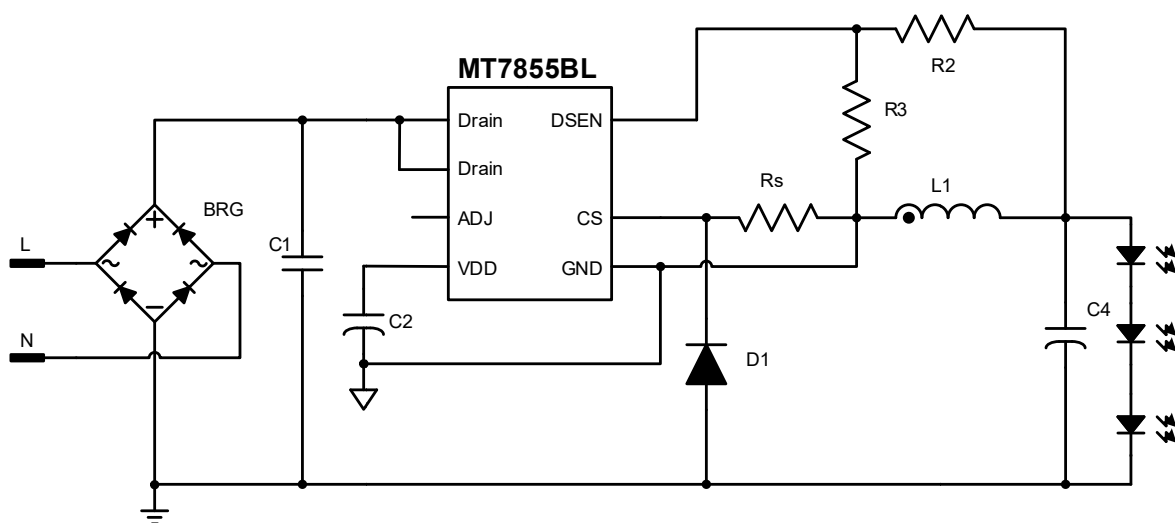 MT7855BL
R2
Drain DSEN
R3
Drain
Rs
L1
BRG
ADJ CS
L
C1
VDD GND
C2
C4
N
D1